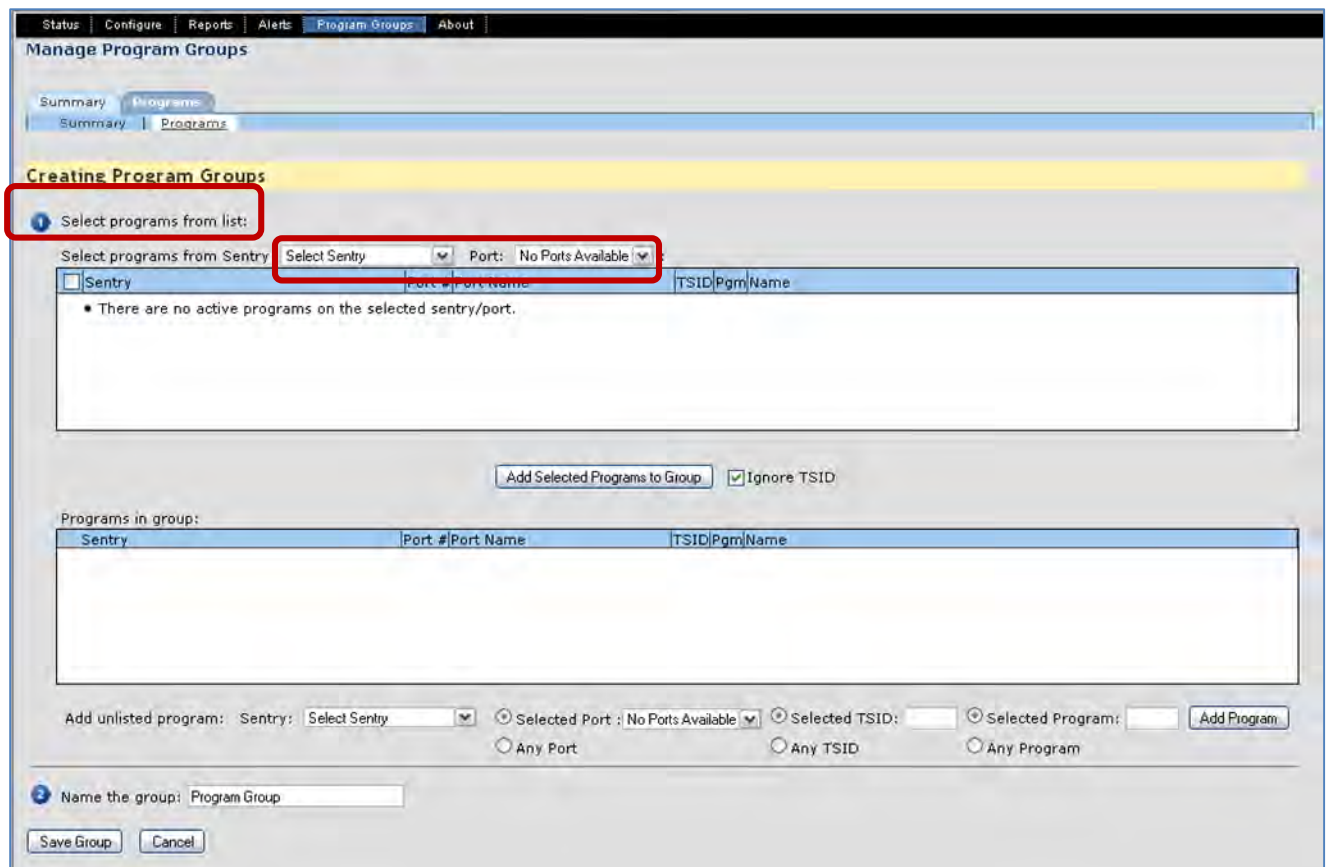 Status Configure Reports Alerts Program Groups About
Manage Program Groups
Summary Programs
Summary | Programs
Creating Program Groups
1 Select programs from list:
Select programs from Sentry Select Sentry Port: No Ports Available :
Sentry Port # Port Name TSID Pgm Name
• There are no active programs on the selected sentry/port.
Add Selected Programs to Group Ignore TSID
Programs in group:
Sentry Port # Port Name TSID Pgm Name
Add unlisted program: Sentry: Select Sentry Selected Port : No Ports Available Selected TSID: Selected Program: Add Program
Any Port Any TSID Any Program
2 Name the group: Program Group
Save Group Cancel